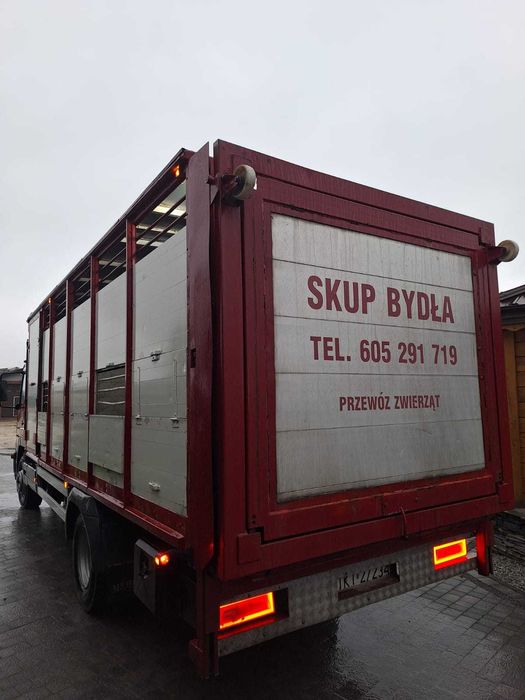 SKUP BYDŁA
TEL. 605 291 719
PRZEWÓZ ZWIERZĄT